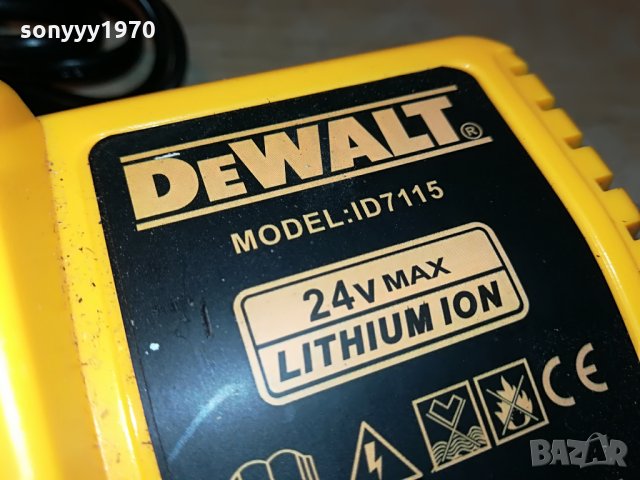 sonyyy1970
DEWALT®
MODEL:ID7115
24V MAX
LITHIUM ION
CE
BAZAR